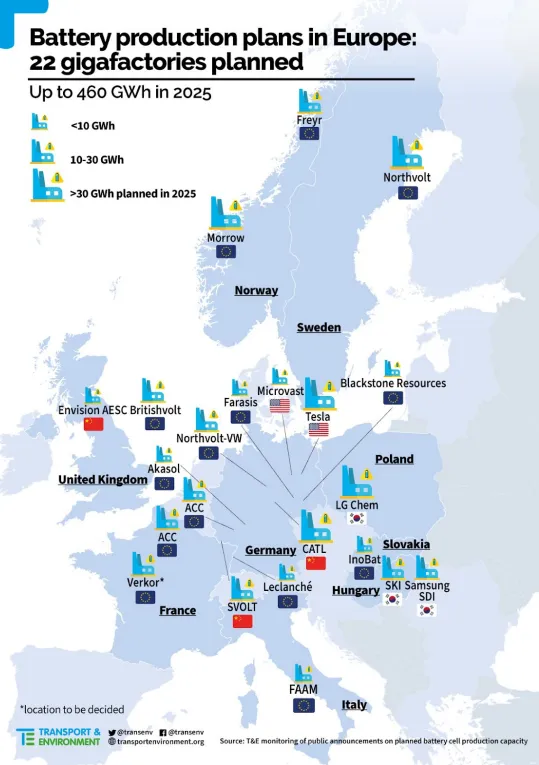 Battery production plans in Europe:
22 gigafactories planned
Up to 460 GWh in 2025
<10 GWh
10-30 GWh
>30 GWh planned in 2025
Freyr
Northvolt
Morrow
Norway
Sweden
Blackstone Resources
Microvast
Farasis
Tesla
Envision AESC
Britishvolt
Northvolt-VW
Poland
Akasol
United Kingdom
LG Chem
ACC
ACC
Slovakia
Germany
CATL
InoBat
Verkor*
Leclanché
Hungary
SKI
Samsung
SDI
France
SVOLT
FAAM
Italy
*location to be decided
TE
TRANSPORT &
ENVIRONMENT
@transenv
@transenv
transportenvironment.org
Source: T&E monitoring of public announcements on planned battery cell production capacity